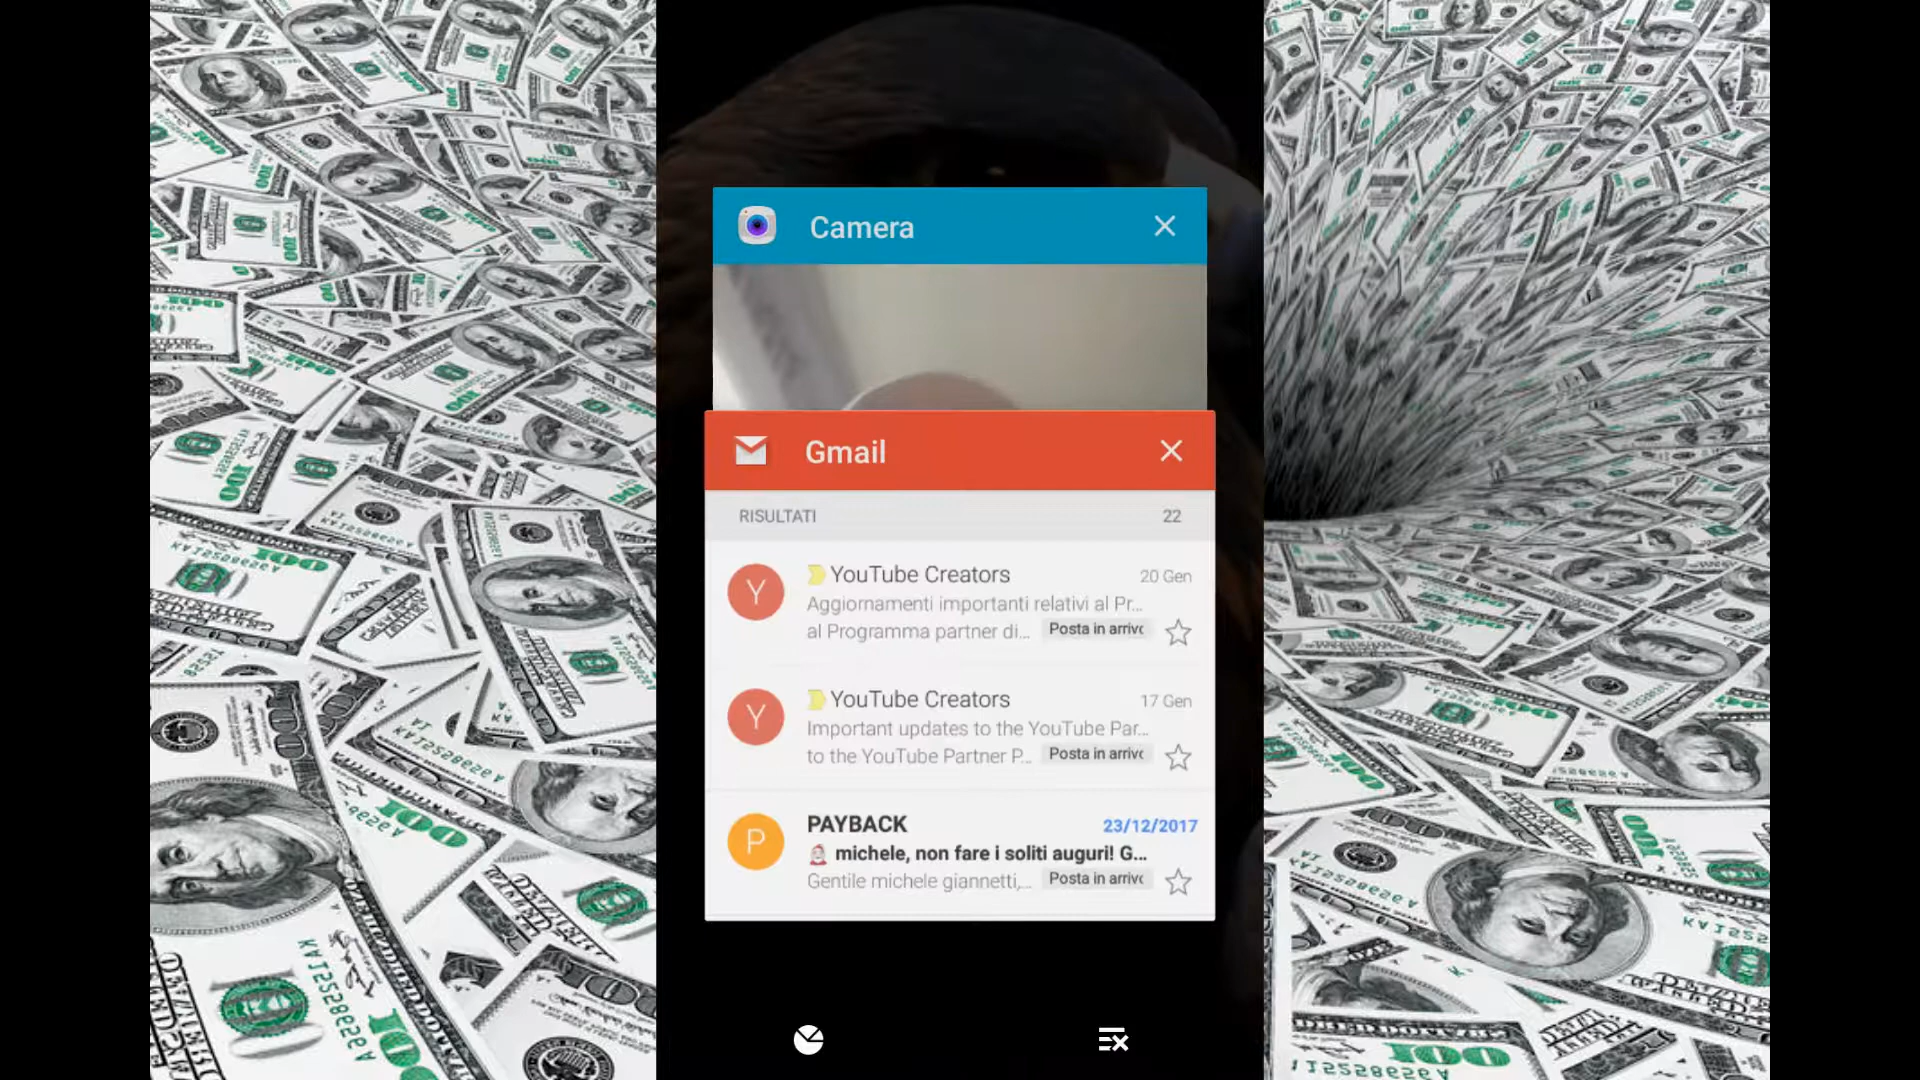 Camera
Gmail
RISULTATI 22
Y YouTube Creators 20 Gen
Aggiornamenti importanti relativi al Pr...
al Programma partner di... Posta in arrivo
Y YouTube Creators 17 Gen
Important updates to the YouTube Par...
to the YouTube Partner P... Posta in arrivo
P PAYBACK 23/12/2017
michele, non fare i soliti auguri! G...
Gentile michele giannetti,... Posta in arrivo